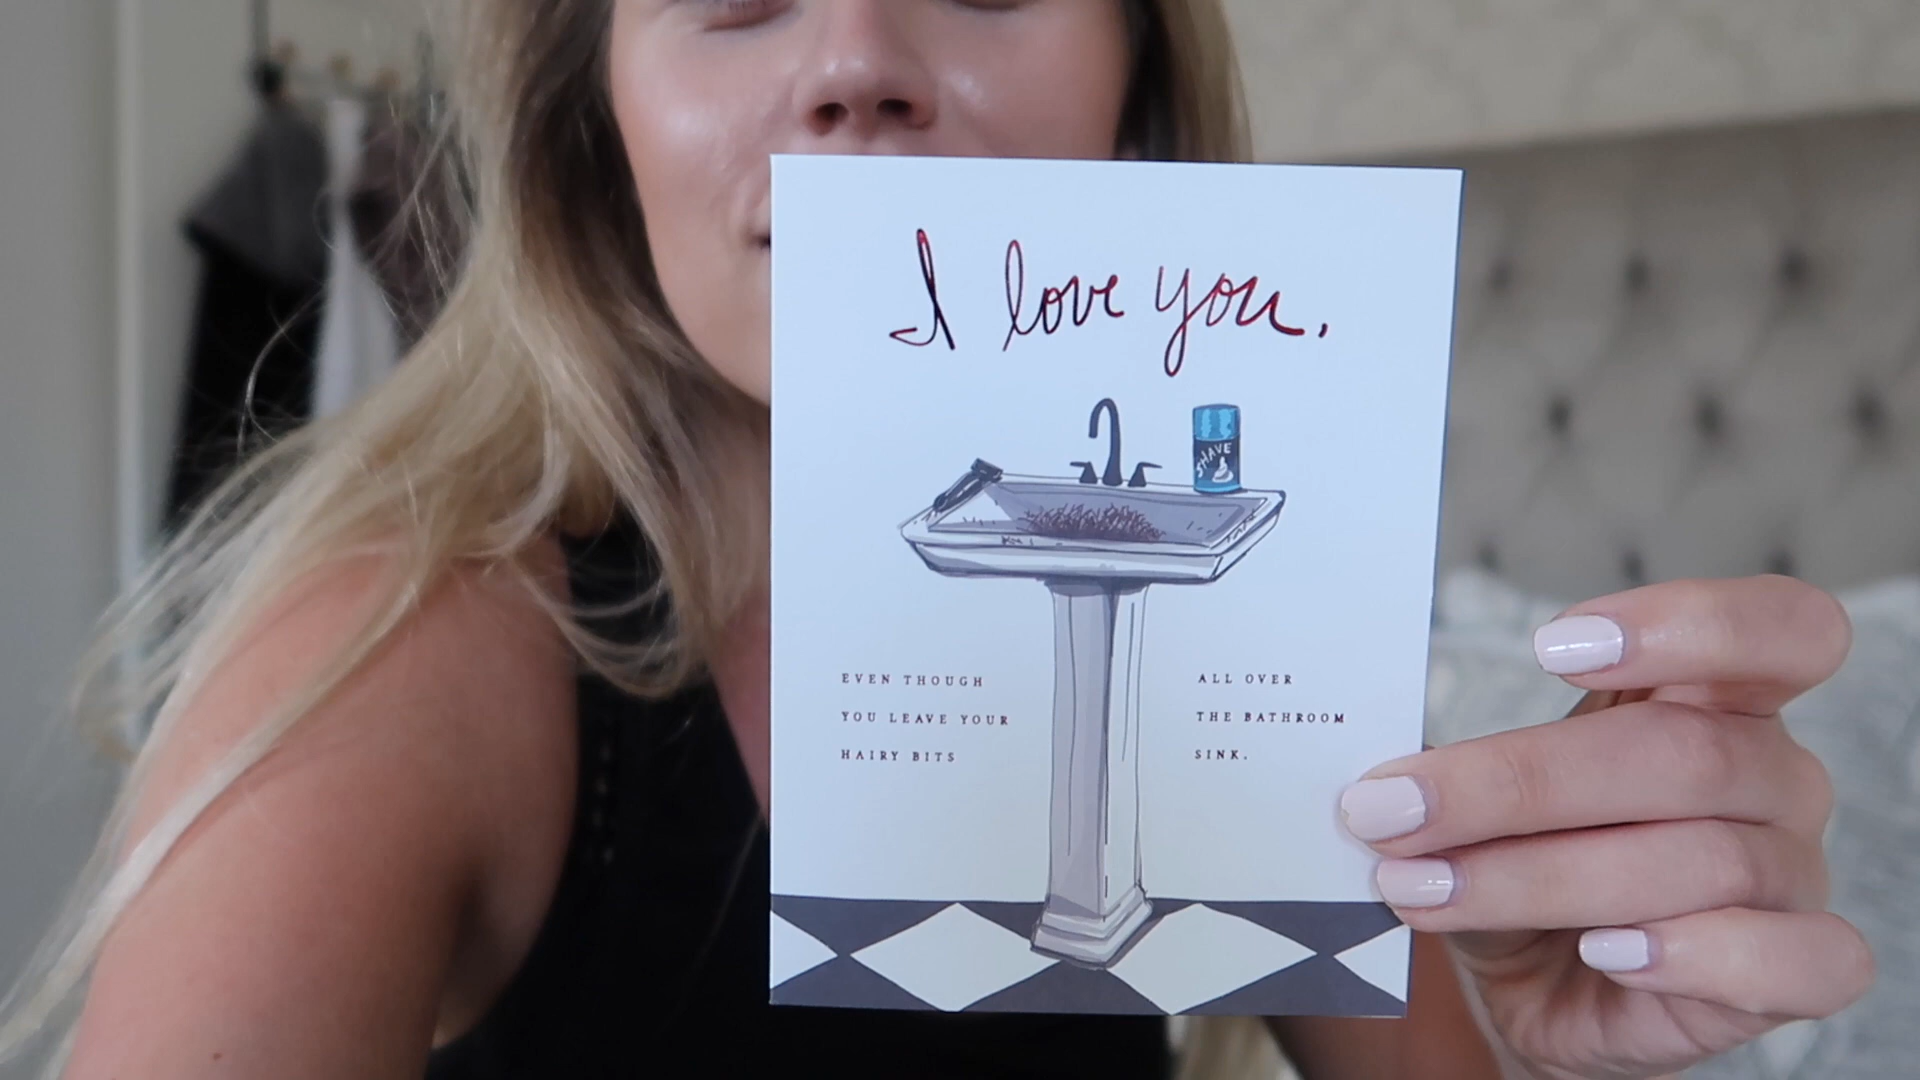 I love you.
SHAVE
EVEN THOUGH
YOU LEAVE YOUR
HAIRY BITS
ALL OVER
THE BATHROOM
SINK.